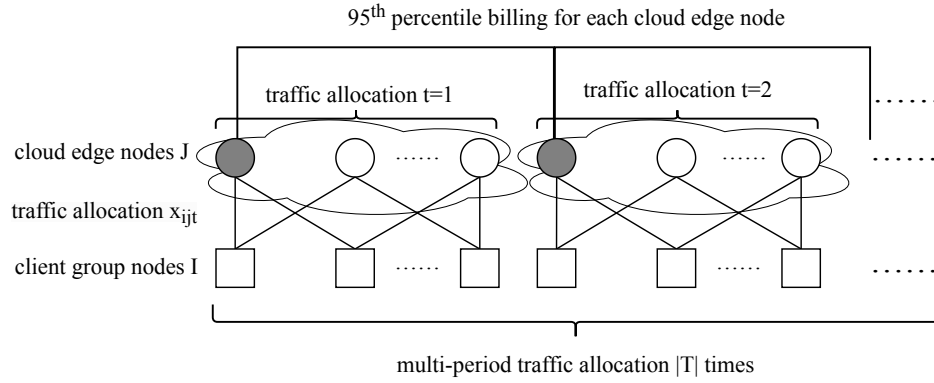 95th percentile billing for each cloud edge node
traffic allocation t=1
traffic allocation t=2
cloud edge nodes J
traffic allocation xijt
client group nodes I
multi-period traffic allocation |T| times